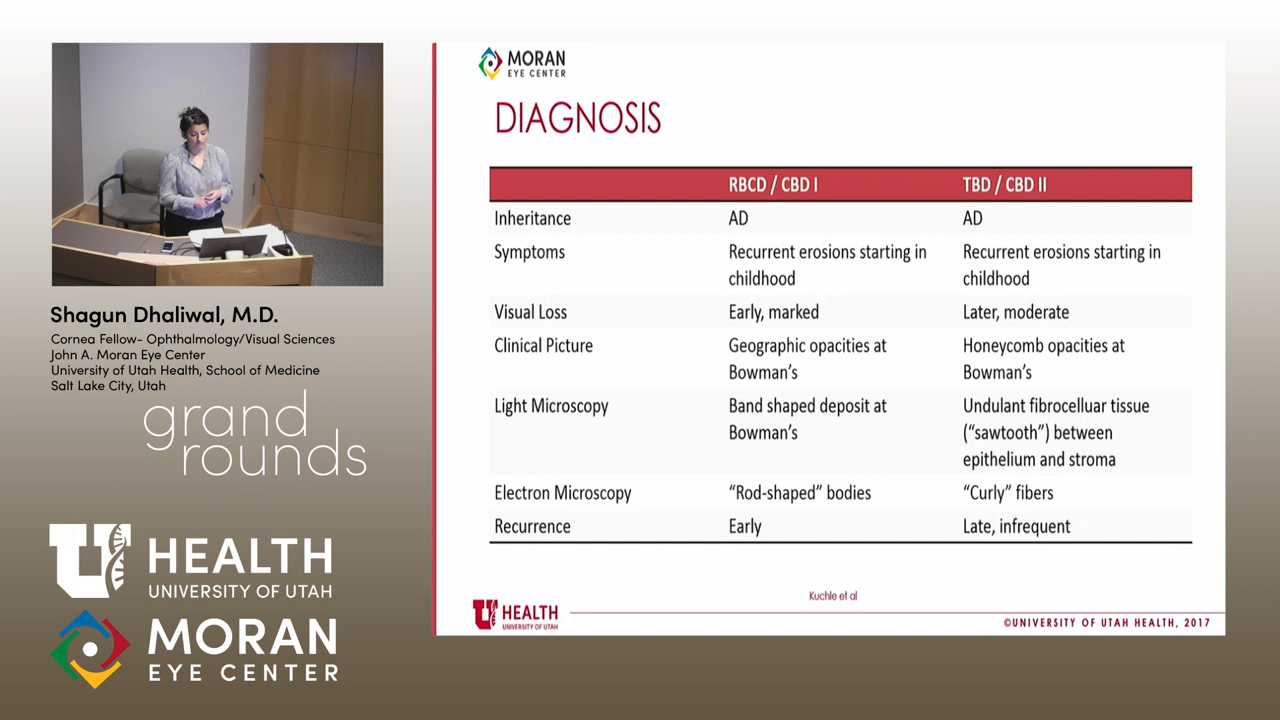 Shagun Dhaliwal, M.D.
Cornea Fellow- Ophthalmology/Visual Sciences
John A. Moran Eye Center
University of Utah Health, School of Medicine
Salt Lake City, Utah
grand
rounds
U HEALTH
UNIVERSITY OF UTAH
MORAN
EYE CENTER
MORAN
EYE CENTER
DIAGNOSIS
RBCD / CBD I TBD / CBD II
Inheritance AD AD
Symptoms Recurrent erosions starting in Recurrent erosions starting in
childhood childhood
Visual Loss Early, marked Later, moderate
Clinical Picture Geographic opacities at Honeycomb opacities at
Bowman's Bowman's
Light Microscopy Band shaped deposit at Undulant fibrocelluar tissue
Bowman's (“sawtooth”) between
epithelium and stroma
Electron Microscopy “Rod-shaped” bodies “Curly” fibers
Recurrence Early Late, infrequent
Kuchle et al
U HEALTH
UNIVERSITY OF UTAH
©UNIVERSITY OF UTAH HEALTH, 2017